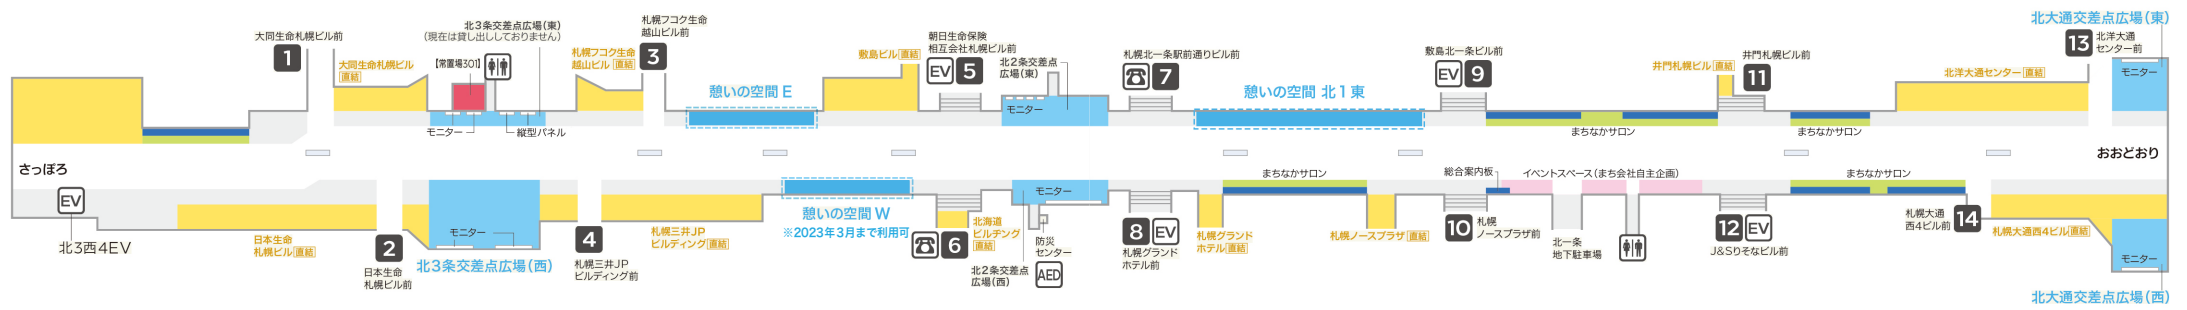 大同生命札幌ビル前
1
大同生命札幌ビル
直結
北3条交差点広場(東)
(現在は貸し出ししておりません)
【常置場301】
モニター
縦型パネル
札幌フコク生命
越山ビル 直結
札幌フコク生命
越山ビル前
3
憩いの空間 E
敷島ビル 直結
朝日生命保険
相互会社札幌ビル前
EV 5
北2条交差点
広場(東)
モニター
札幌北一条駅前通りビル前
7
憩いの空間 北1東
敷島北一条ビル前
EV 9
まちなかサロン
井門札幌ビル 直結
井門札幌ビル前
11
まちなかサロン
北洋大通センター 直結
13
北洋大通
センター前
北大通交差点広場(東)
モニター
さっぽろ
おおどおり
EV
北3西4EV
日本生命
札幌ビル 直結
2
日本生命
札幌ビル前
モニター
北3条交差点広場(西)
4
札幌三井JP
ビルディング前
札幌三井JP
ビルディング 直結
憩いの空間 W
※2023年3月まで利用可
6
北海道
ビルヂング
直結
北2条交差点
広場(西)
モニター
防災
センター
AED
8 EV
札幌グランド
ホテル前
札幌グランド
ホテル 直結
まちなかサロン
札幌ノースプラザ 直結
総合案内板
10
札幌
ノースプラザ前
イベントスペース(まち会社自主企画)
北一条
地下駐車場
12 EV
J&Sりそなビル前
まちなかサロン
札幌大通
西4ビル前
14
札幌大通西4ビル 直結
モニター
北大通交差点広場(西)